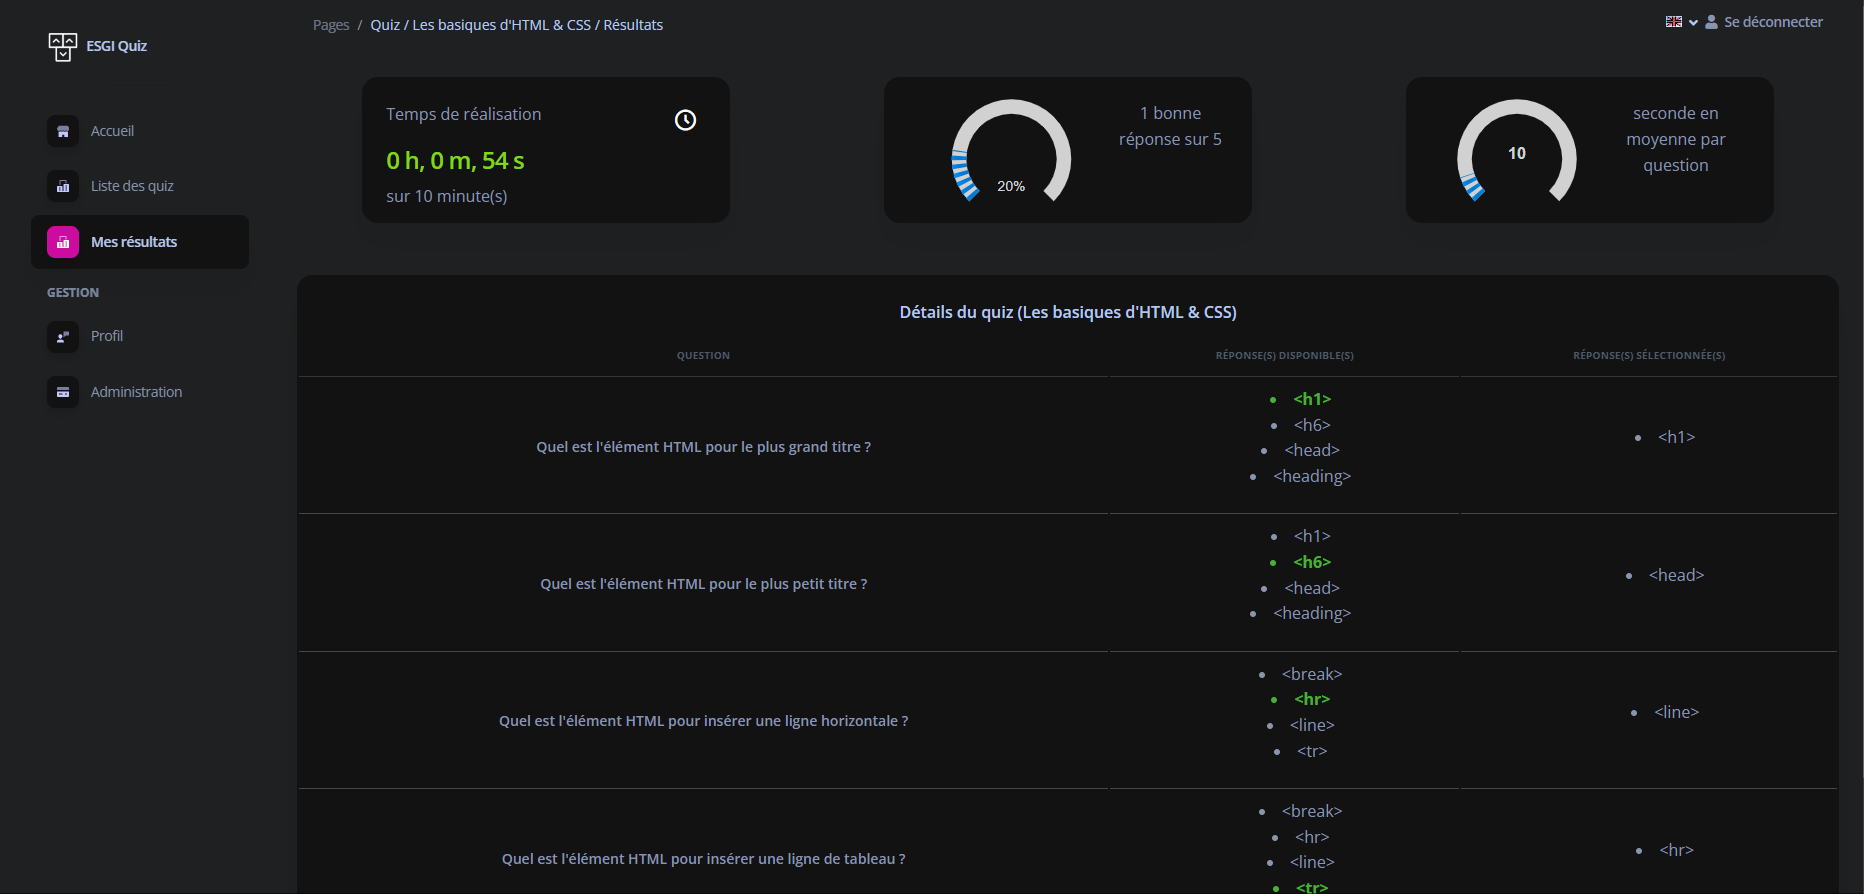 ESGI Quiz
Pages / Quiz / Les basiques d'HTML & CSS / Résultats
Se déconnecter
Accueil
Liste des quiz
Mes résultats
GESTION
Profil
Administration
Temps de réalisation
0 h, 0 m, 54 s
sur 10 minute(s)
20%
1 bonne
réponse sur 5
10
seconde en
moyenne par
question
Détails du quiz (Les basiques d'HTML & CSS)
QUESTION RÉPONSE(S) DISPONIBLE(S) RÉPONSE(S) SÉLECTIONNÉE(S)
Quel est l'élément HTML pour le plus grand titre ?
• <h1>
• <h6>
• <head>
• <heading>
• <h1>
Quel est l'élément HTML pour le plus petit titre ?
• <h1>
• <h6>
• <head>
• <heading>
• <head>
Quel est l'élément HTML pour insérer une ligne horizontale ?
• <break>
• <hr>
• <line>
• <tr>
• <line>
Quel est l'élément HTML pour insérer une ligne de tableau ?
• <break>
• <hr>
• <line>
• <tr>
• <hr>